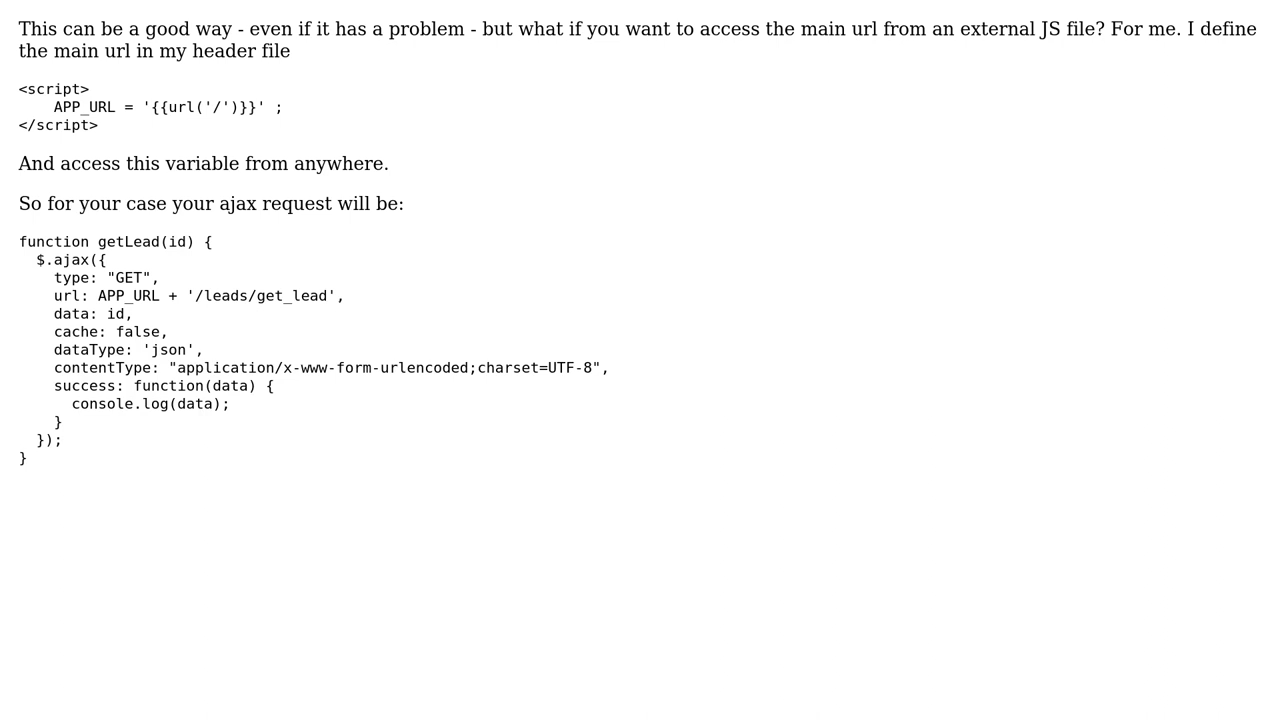 This can be a good way - even if it has a problem - but what if you want to access the main url from an external JS file? For me. I define
the main url in my header file
<script>
    APP_URL = '{{url('/')}}' ;
</script>
And access this variable from anywhere.
So for your case your ajax request will be:
function getLead(id) {
  $.ajax({
    type: "GET",
    url: APP_URL + '/leads/get_lead',
    data: id,
    cache: false,
    dataType: 'json',
    contentType: "application/x-www-form-urlencoded;charset=UTF-8",
    success: function(data) {
      console.log(data);
    }
  });
}